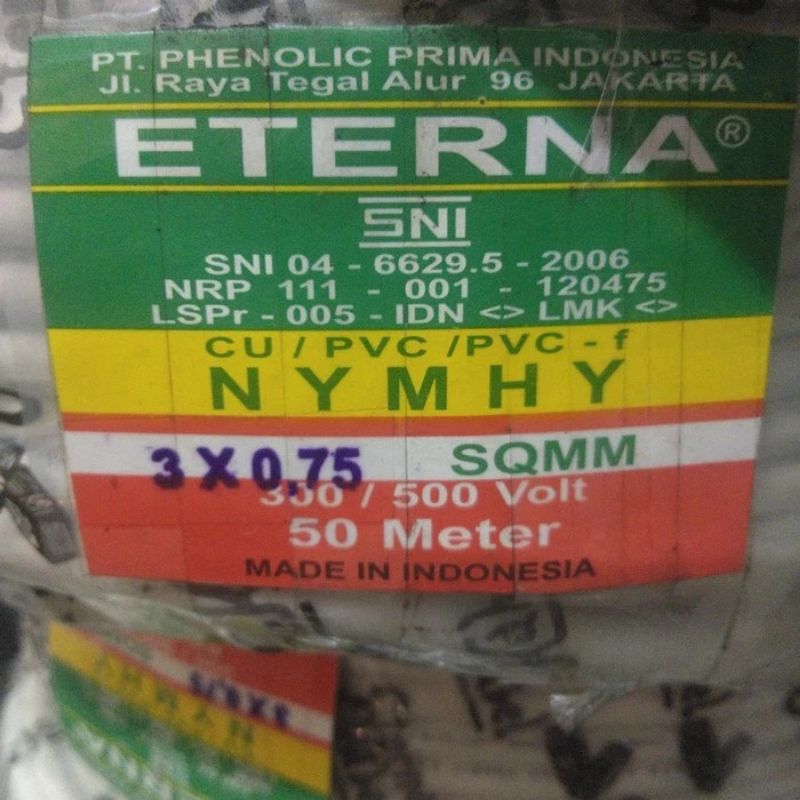 PT. PHENOLIC PRIMA INDONESIA
Jl. Raya Tegal Alur 96 JAKARTA
ETERNA®
SNI
SNI 04 - 6629.5 - 2006
NRP 111 - 001 - 120475
LSPr - 005 - IDN <> LMK <>
CU / PVC /PVC - f
NYMHY
3 X 0,75 SQMM
300 / 500 Volt
50 Meter
MADE IN INDONESIA
NYMHY